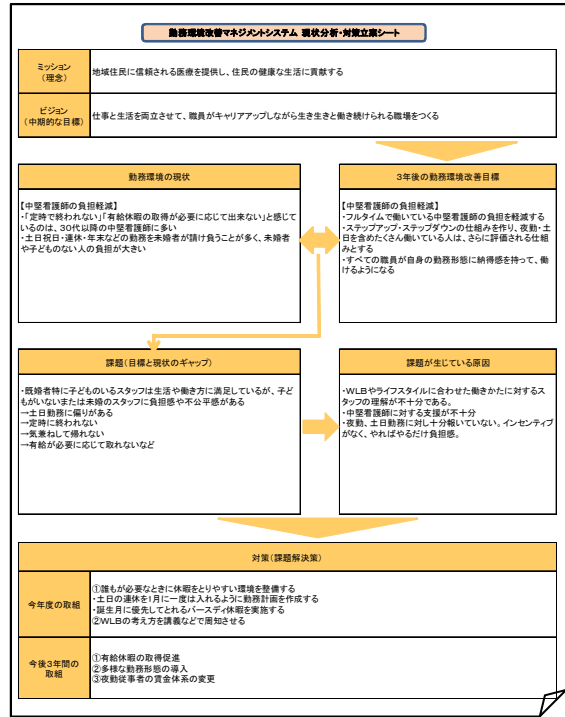 勤務環境改善マネジメントシステム 現状分析・対策立案シート
ミッション
(理念)
地域住民に信頼される医療を提供し、住民の健康な生活に貢献する
ビジョン
(中期的な目標)
仕事と生活を両立させて、職員がキャリアアップしながら生き生きと働き続けられる職場をつくる
勤務環境の現状
【中堅看護師の負担軽減】
・「定時で終われない」「有給休暇の取得が必要に応じて出来ない」と感じて
いるのは、30代以降の中堅看護師に多い
・土日祝日・連休・年末などの勤務を未婚者が請け負うことが多く、未婚者
や子どものない人の負担が大きい
3年後の勤務環境改善目標
【中堅看護師の負担軽減】
・フルタイムで働いている中堅看護師の負担を軽減する
・ステップアップ・ステップダウンの仕組みを作り、夜勤・土
日を含めたくさん働いている人は、さらに評価される仕組
みとする
・すべての職員が自身の勤務形態に納得感を持って、働
けるようになる
課題(目標と現状のギャップ)
・既婚者特に子どものいるスタッフは生活や働き方に満足しているが、子ど
もがいないまたは未婚のスタッフに負担感や不公平感がある
→土日勤務に偏りがある
→定時に終われない
→気兼ねして帰れない
→有給が必要に応じて取れないなど
課題が生じている原因
・WLBやライフスタイルに合わせた働きかたに対するス
タッフの理解が不十分である。
・中堅看護師に対する支援が不十分
・夜勤、土日勤務に対し十分報いていない。インセンティブ
がなく、やればやるだけ負担感。
対策(課題解決策)
今年度の取組
①誰もが必要なときに休暇をとりやすい環境を整備する
・土日の連休を1月に一度は入れるように勤務計画を作成する
・誕生月に優先してとれるバースディ休暇を実施する
②WLBの考え方を講義などで周知させる
今後3年間の
取組
①有給休暇の取得促進
②多様な勤務形態の導入
③夜勤従事者の賃金体系の変更